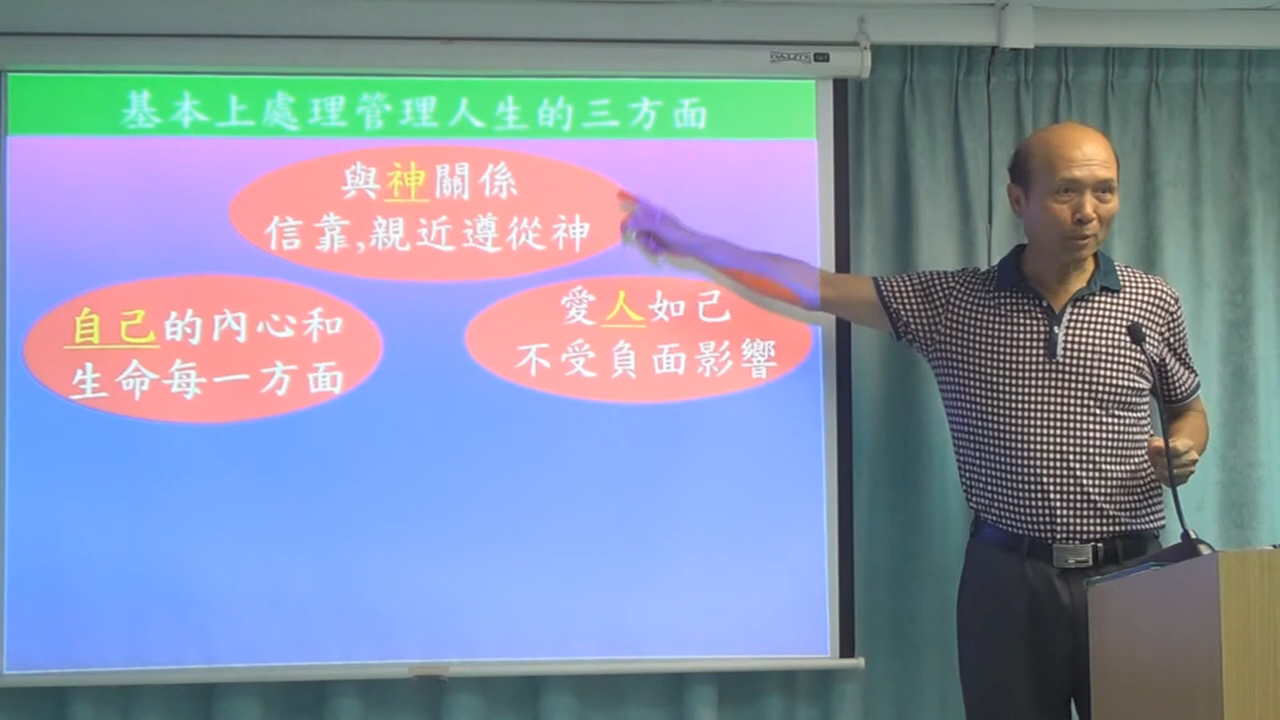 基本上處理管理人生的三方面
與神關係
信靠,親近遵從神
自己的內心和
生命每一方面
愛人如己
不受負面影響